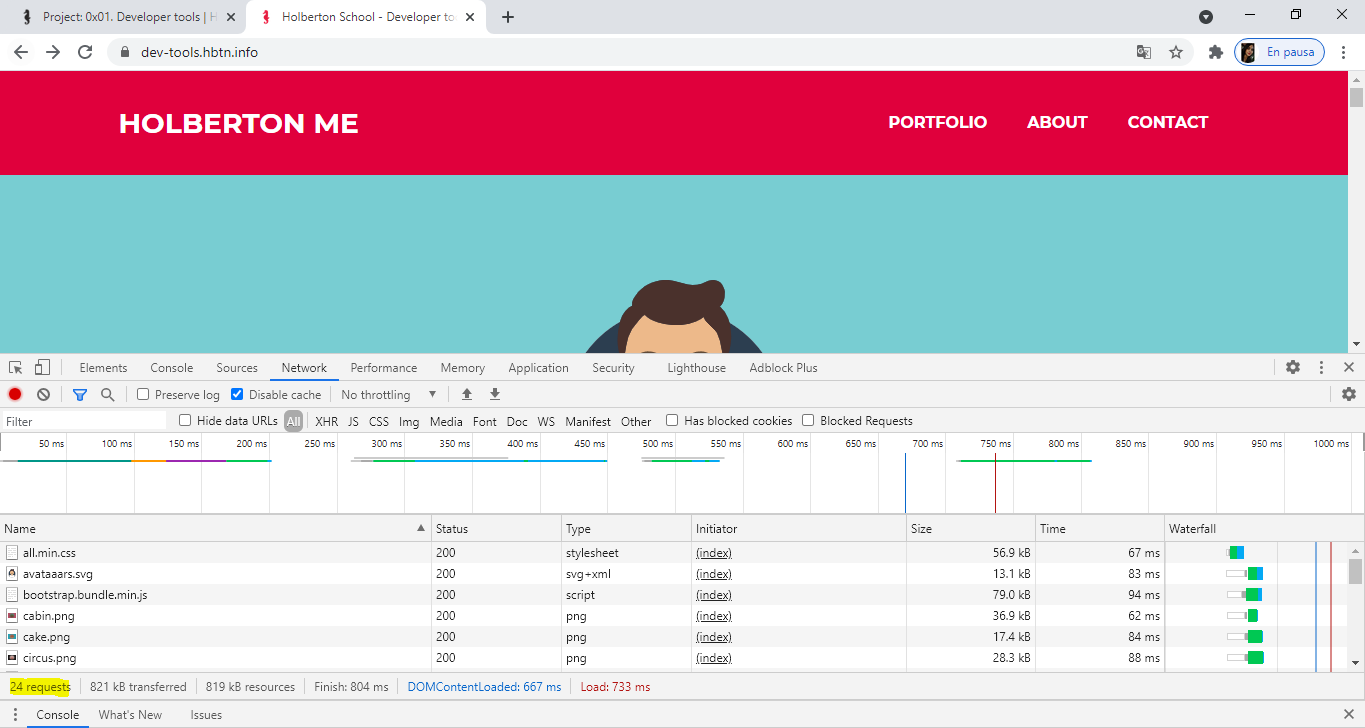 Project: 0x01. Developer tools | H
Holberton School - Developer to
dev-tools.hbtn.info
En pausa
HOLBERTON ME
PORTFOLIO ABOUT CONTACT
Elements Console Sources Network Performance Memory Application Security Lighthouse Adblock Plus
Preserve log Disable cache No throttling
Filter Hide data URLs All XHR JS CSS Img Media Font Doc WS Manifest Other Has blocked cookies Blocked Requests
50 ms 100 ms 150 ms 200 ms 250 ms 300 ms 350 ms 400 ms 450 ms 500 ms 550 ms 600 ms 650 ms 700 ms 750 ms 800 ms 850 ms 900 ms 950 ms 1000 ms
Name Status Type Initiator Size Time Waterfall
all.min.css 200 stylesheet (index) 56.9 kB 67 ms
avataaars.svg 200 svg+xml (index) 13.1 kB 83 ms
bootstrap.bundle.min.js 200 script (index) 79.0 kB 94 ms
cabin.png 200 png (index) 36.9 kB 62 ms
cake.png 200 png (index) 17.4 kB 84 ms
circus.png 200 png (index) 28.3 kB 88 ms
24 requests 821 kB transferred 819 kB resources Finish: 804 ms DOMContentLoaded: 667 ms Load: 733 ms
Console What's New Issues